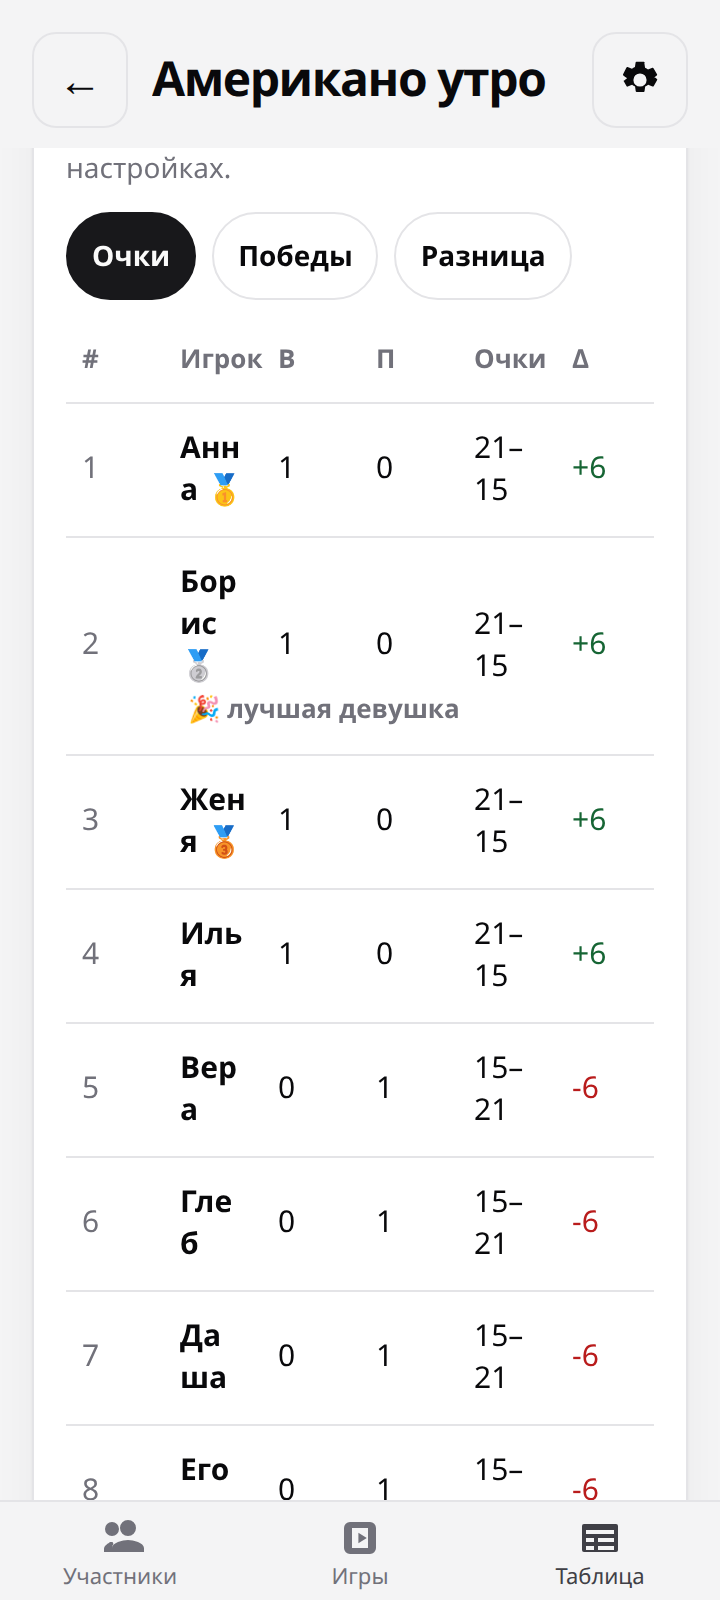 ← Американо утро
настройках.
Очки Победы Разница
# Игрок В П Очки Δ
1 Анн
а 🥇 1 0 21–
15 +6
2 Бор
ис
🥈
🎉 лучшая девушка 1 0 21–
15 +6
3 Жен
я 🥉 1 0 21–
15 +6
4 Иль
я 1 0 21–
15 +6
5 Вер
а 0 1 15–
21 -6
6 Гле
б 0 1 15–
21 -6
7 Да
ша 0 1 15–
21 -6
8 Его 0 1 15– -6
Участники Игры Таблица